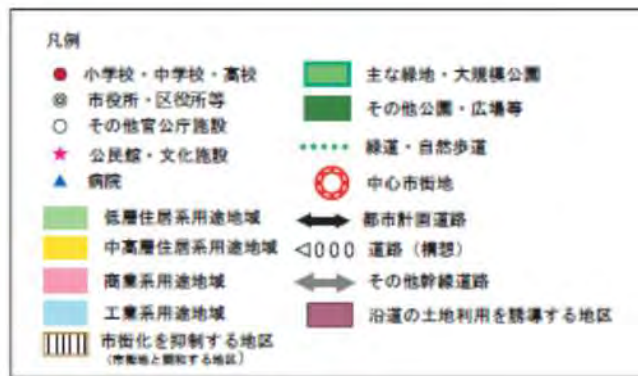 凡例
小学校・中学校・高校
市役所・区役所等
その他官公庁施設
公民館・文化施設
病院
低層住居系用途地域
中高層住居系用途地域
商業系用途地域
工業系用途地域
市街化を抑制する地区
(市街地と調和する地区)
主な緑地・大規模公園
その他公園・広場等
緑道・自然歩道
中心市街地
都市計画道路
道路（構想）
その他幹線道路
沿道の土地利用を誘導する地区